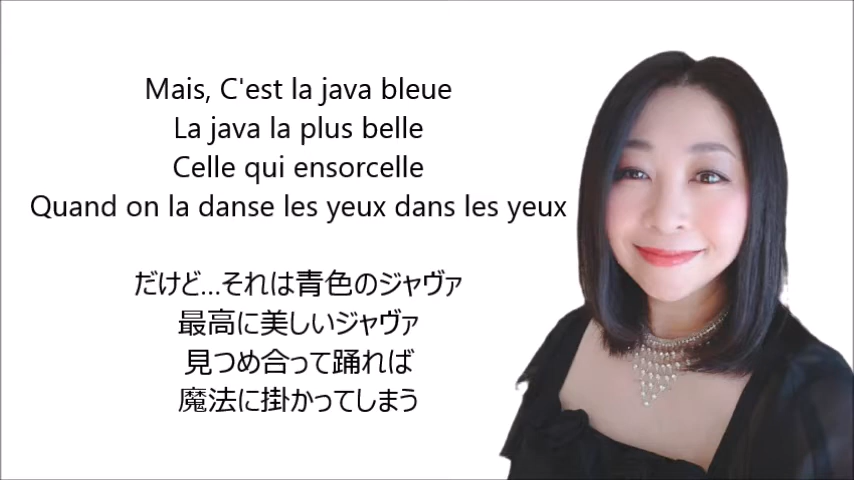 Mais, C'est la java bleue
La java la plus belle
Celle qui ensorcelle
Quand on la danse les yeux dans les yeux
だけど…それは青色のジャヴァ
最高に美しいジャヴァ
見つめ合って踊れば
魔法に掛かってしまう